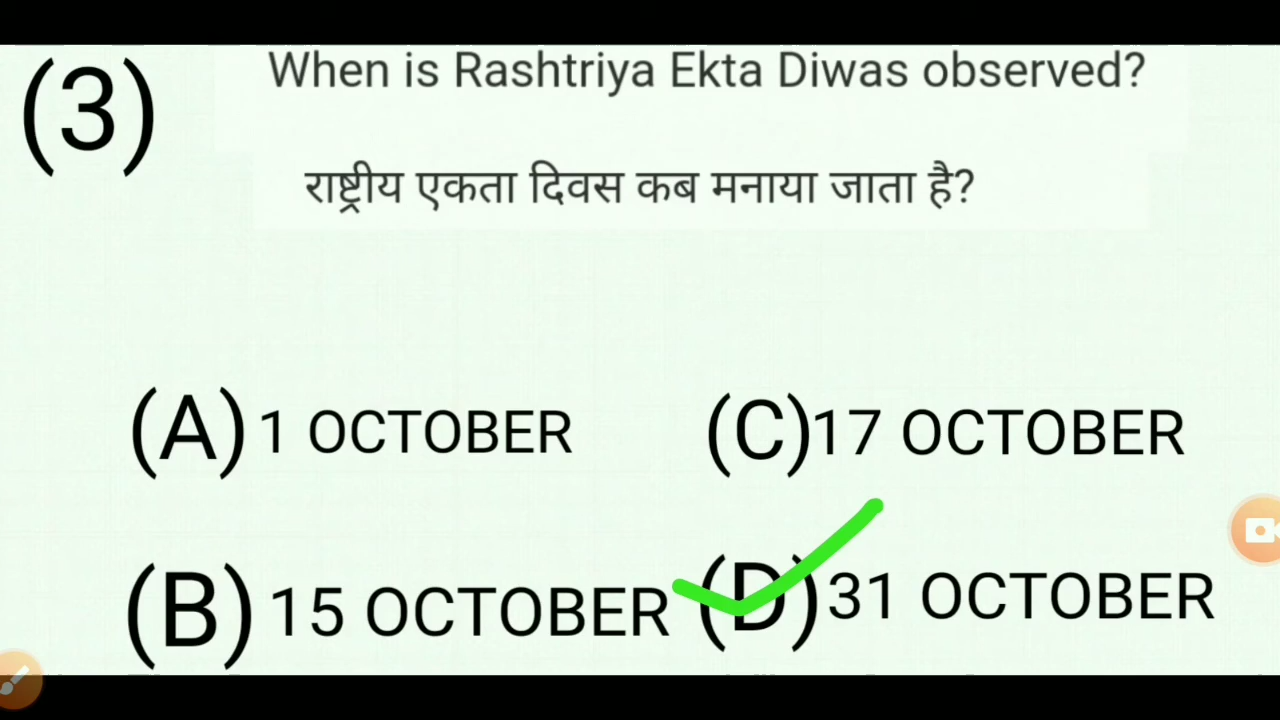 (3)
When is Rashtriya Ekta Diwas observed?
राष्ट्रीय एकता दिवस कब मनाया जाता है?
(A) 1 OCTOBER
(C) 17 OCTOBER
(B) 15 OCTOBER
(D) 31 OCTOBER